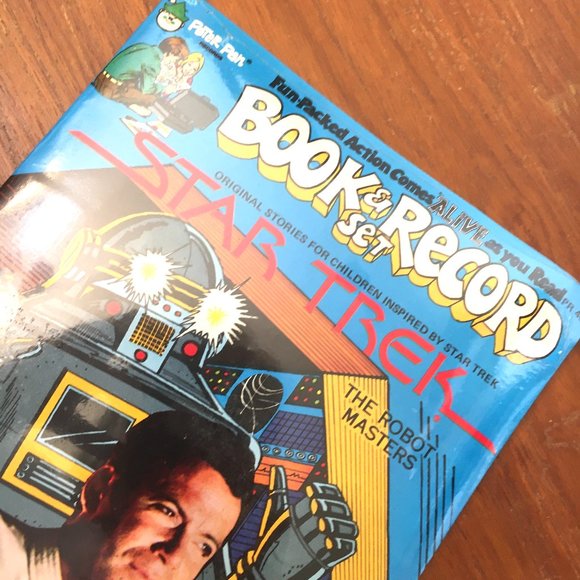 Peter Pan
RECORDS
Fun-Packed Action Comes ALIVE as you Read
BOOK & RECORD
SET
STAR TREK
ORIGINAL STORIES FOR CHILDREN INSPIRED BY STAR TREK
THE ROBOT
MASTERS